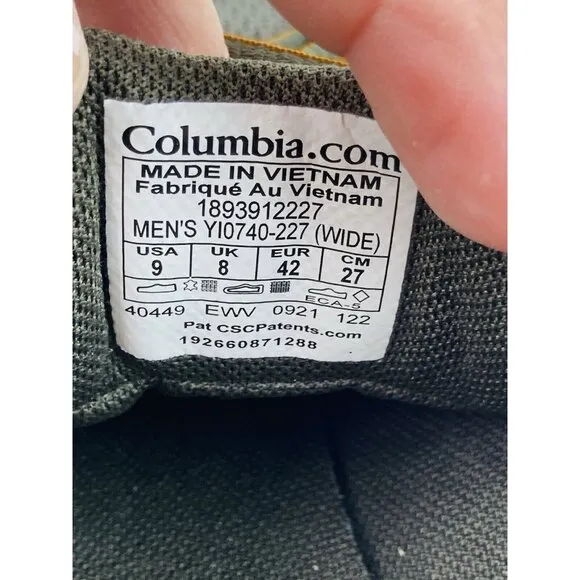 Columbia.com
MADE IN VIETNAM
Fabriqué Au Vietnam
1893912227
MEN'S YI0740-227 (WIDE)
USA UK EUR CM
9 8 42 27
ECA-5
40449 EWV 0921 122
Pat CSCPatents.com
192660871288